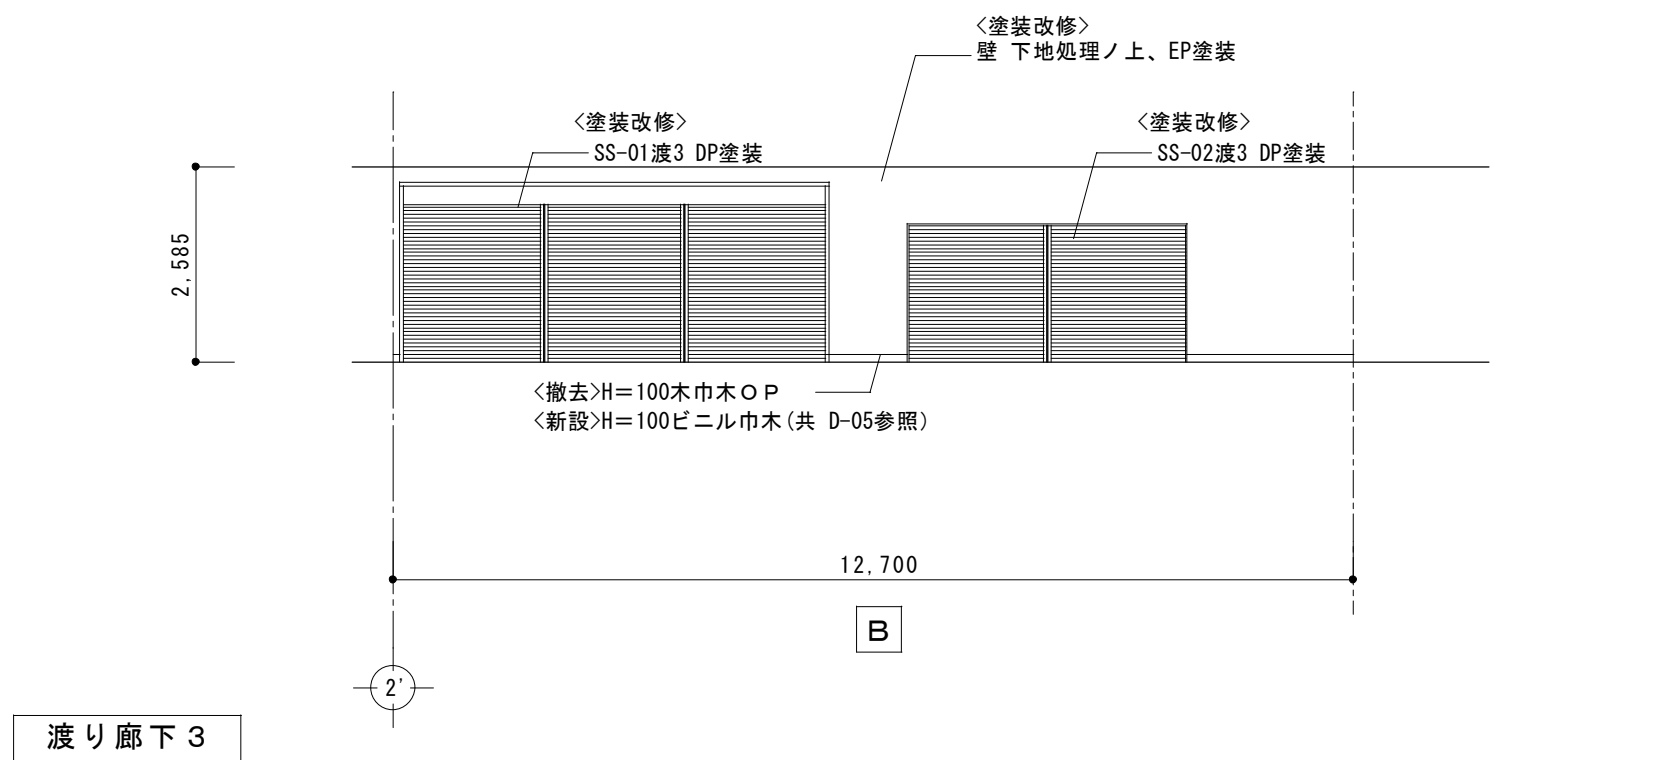 <塗装改修>
壁 下地処理ノ上、EP塗装
<塗装改修>
SS-01渡3 DP塗装
<塗装改修>
SS-02渡3 DP塗装
2,585
<撤去>H=100木巾木OP
<新設>H=100ビニル巾木(共 D-05参照)
12,700
B
2'
渡り廊下3